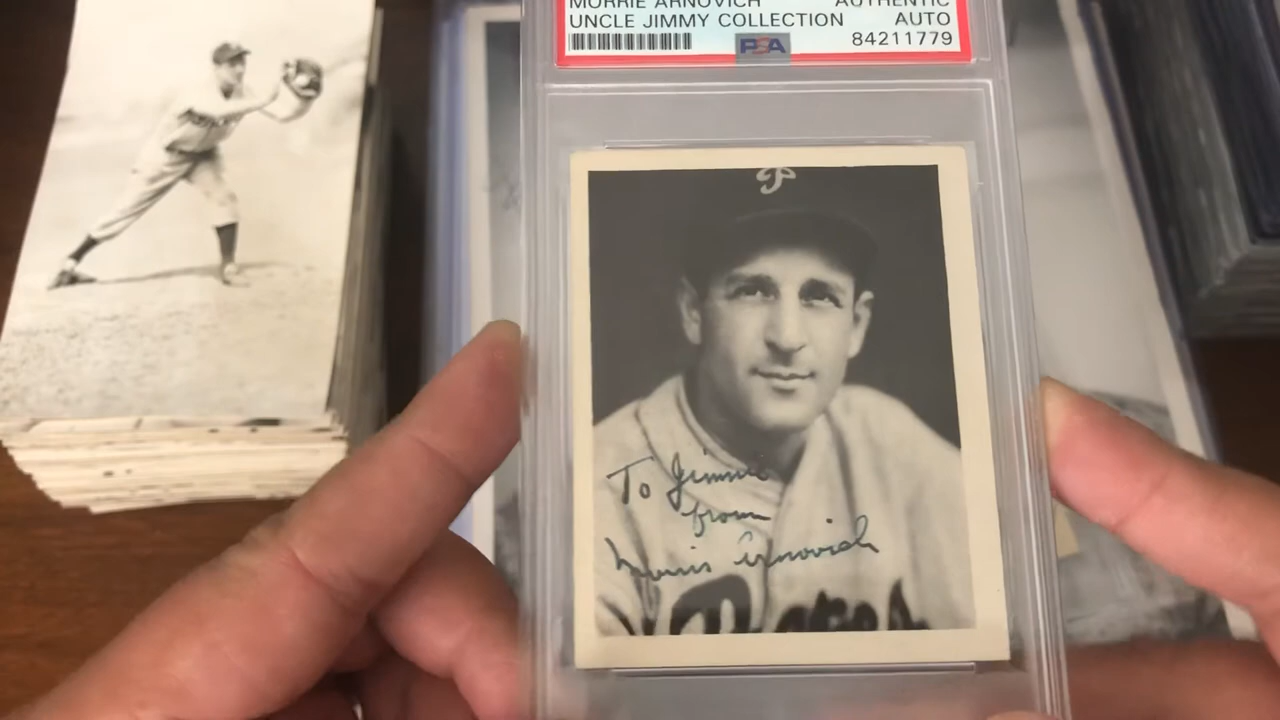 MORRIE ARNOVICH AUTHENTIC
UNCLE JIMMY COLLECTION AUTO
PSA 84211779
P
To Jimmie
from
Morris Arnovich